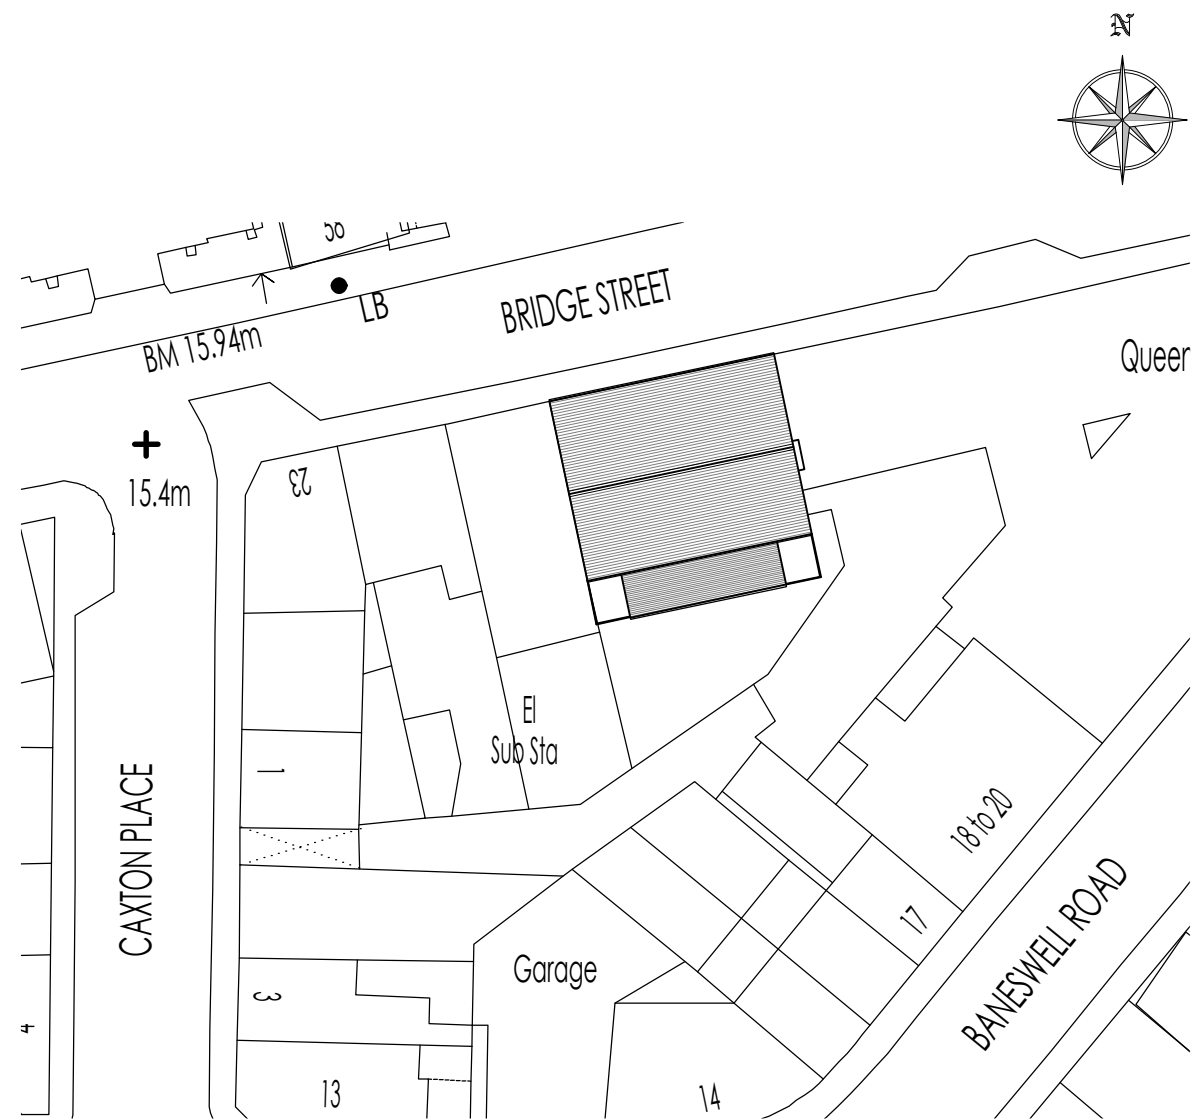 N
58
LB
BRIDGE STREET
BM 15.94m
Queen
15.4m
23
El
Sub Sta
1
18 to 20
CAXTON PLACE
17
BANESWELL ROAD
Garage
3
4
13
14